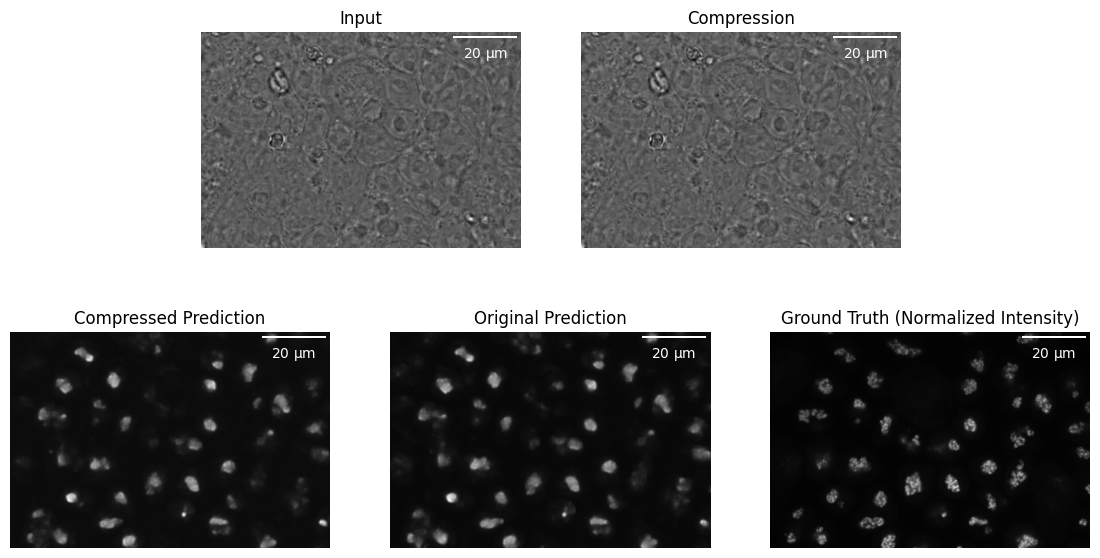 Input
Compression
20 µm
20 µm
Compressed Prediction
Original Prediction
Ground Truth (Normalized Intensity)
20 µm
20 µm
20 µm